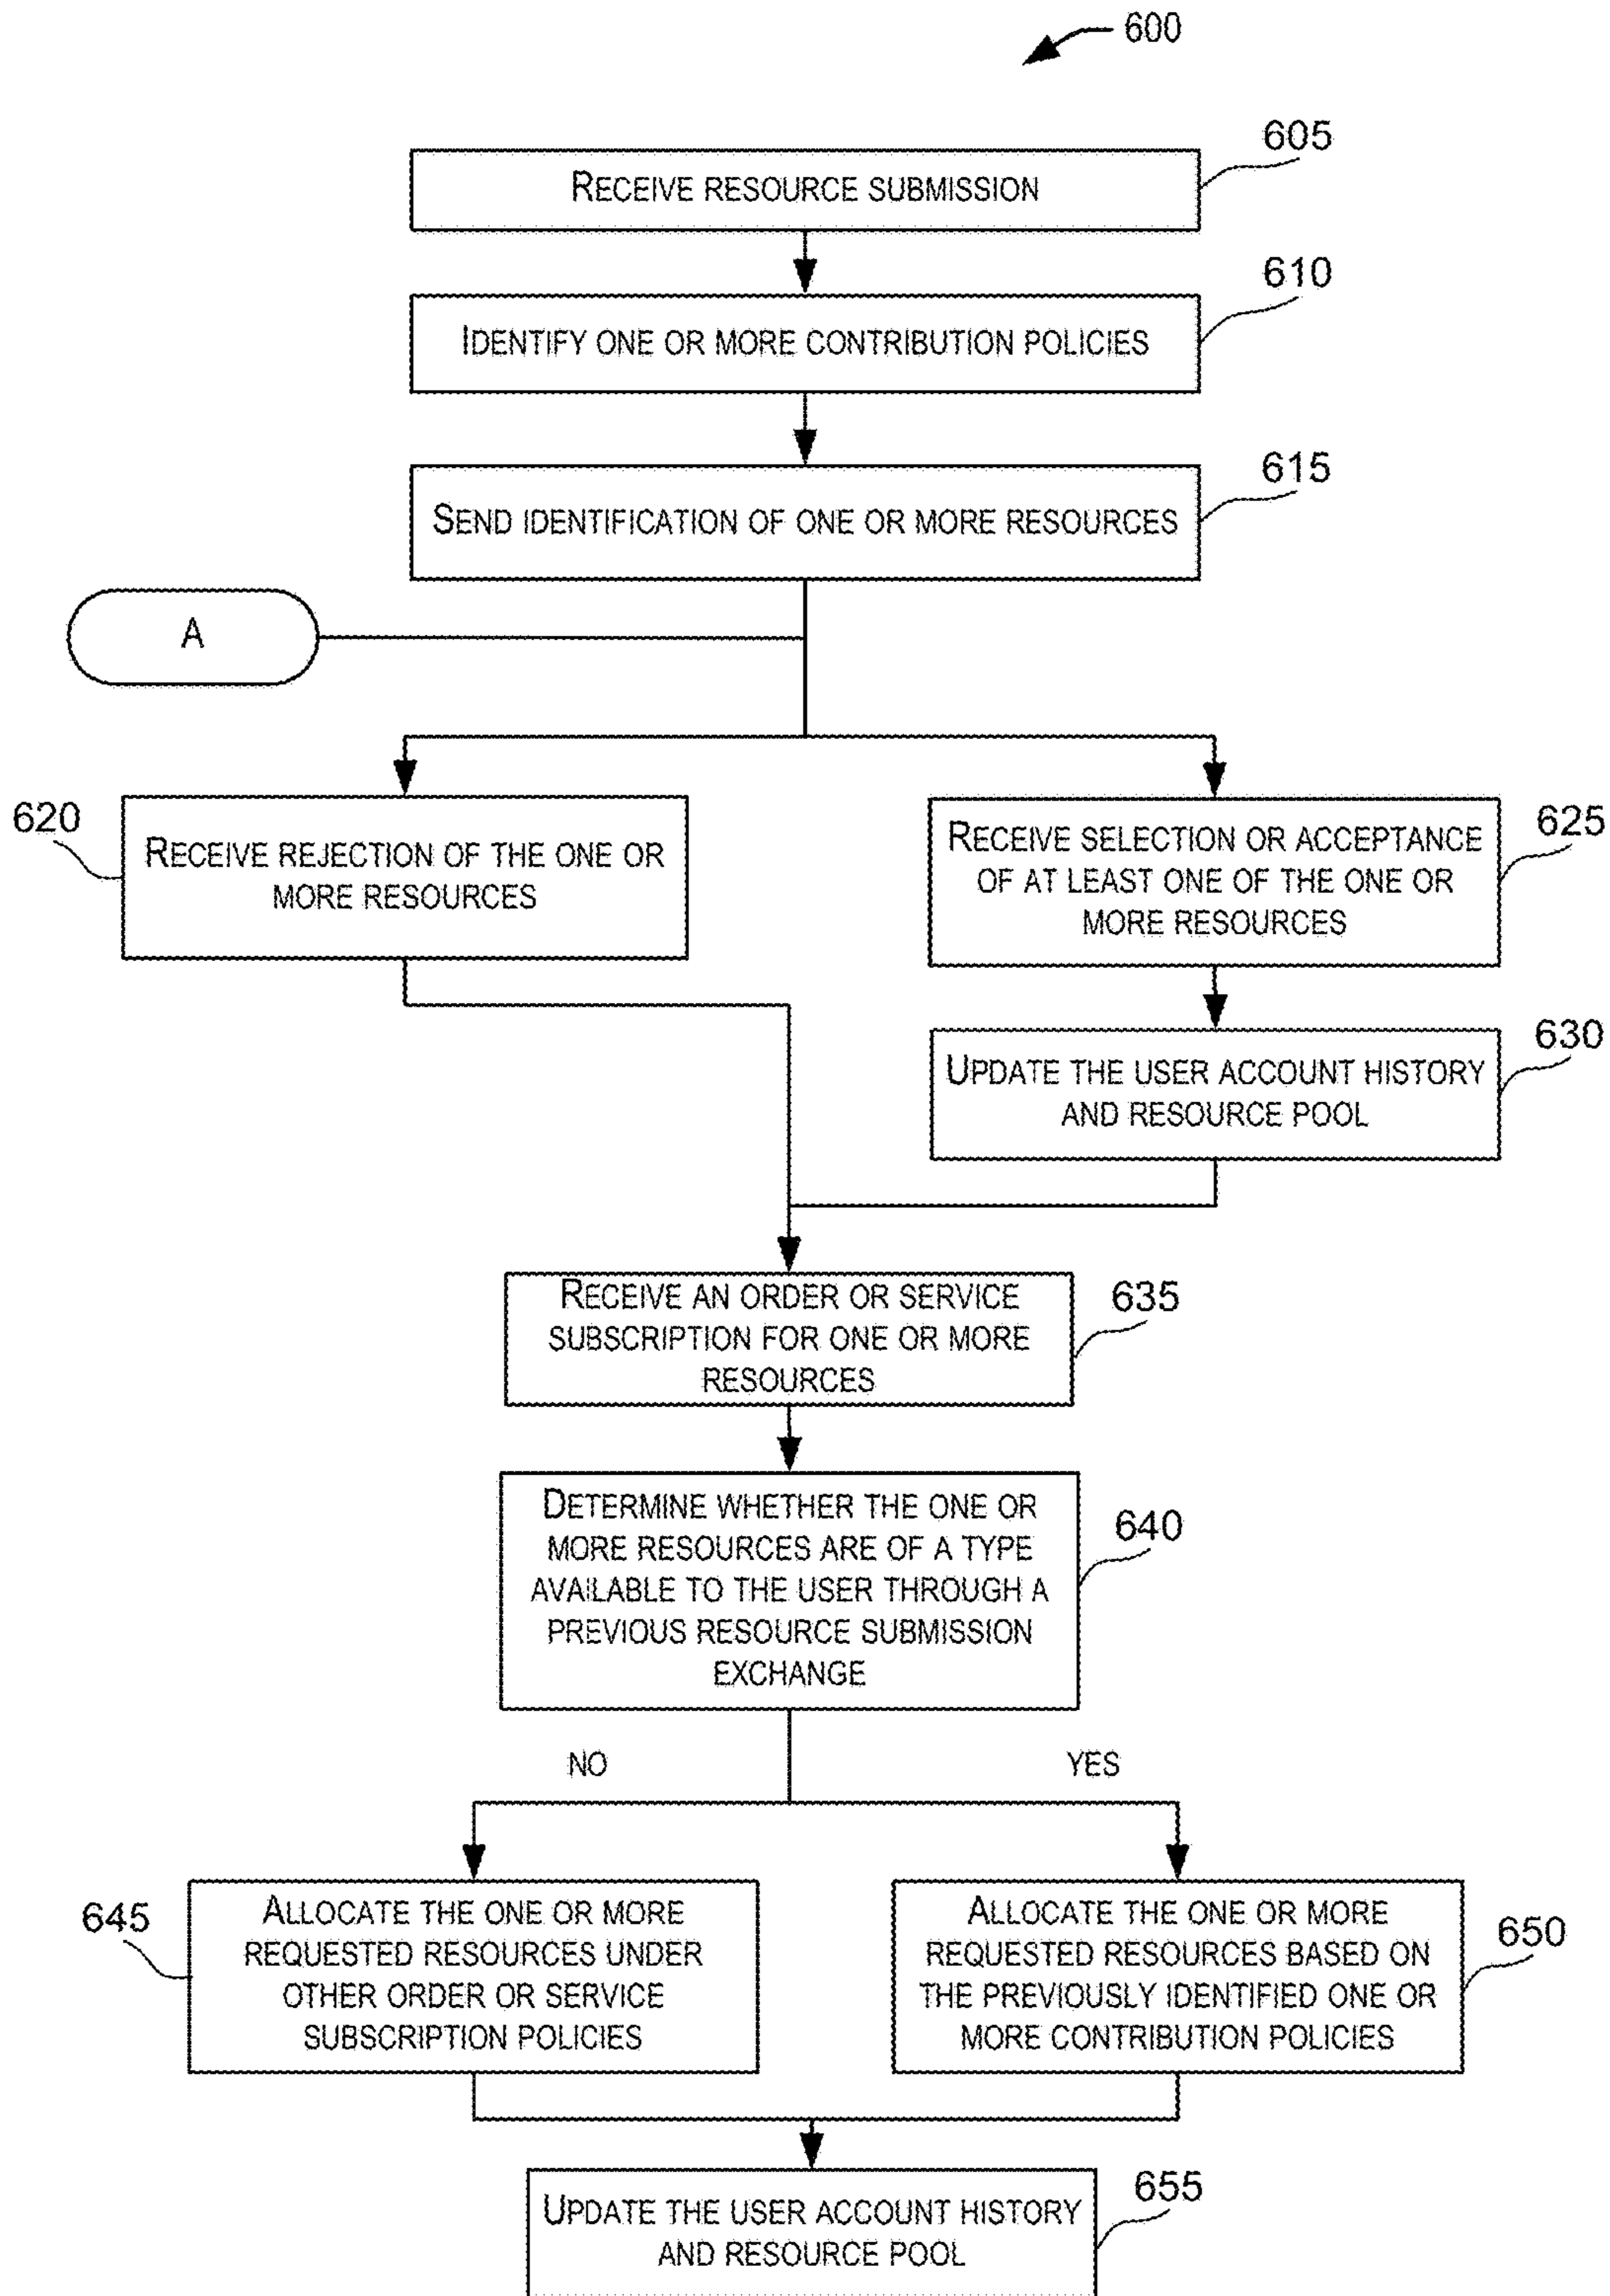 600
605
RECEIVE RESOURCE SUBMISSION
610
IDENTIFY ONE OR MORE CONTRIBUTION POLICIES
615
SEND IDENTIFICATION OF ONE OR MORE RESOURCES
A
620
RECEIVE REJECTION OF THE ONE OR
MORE RESOURCES
625
RECEIVE SELECTION OR ACCEPTANCE
OF AT LEAST ONE OF THE ONE OR
MORE RESOURCES
630
UPDATE THE USER ACCOUNT HISTORY
AND RESOURCE POOL
635
RECEIVE AN ORDER OR SERVICE
SUBSCRIPTION FOR ONE OR MORE
RESOURCES
640
DETERMINE WHETHER THE ONE OR
MORE RESOURCES ARE OF A TYPE
AVAILABLE TO THE USER THROUGH A
PREVIOUS RESOURCE SUBMISSION
EXCHANGE
NO
YES
645
ALLOCATE THE ONE OR MORE
REQUESTED RESOURCES UNDER
OTHER ORDER OR SERVICE
SUBSCRIPTION POLICIES
650
ALLOCATE THE ONE OR MORE
REQUESTED RESOURCES BASED ON
THE PREVIOUSLY IDENTIFIED ONE OR
MORE CONTRIBUTION POLICIES
655
UPDATE THE USER ACCOUNT HISTORY
AND RESOURCE POOL